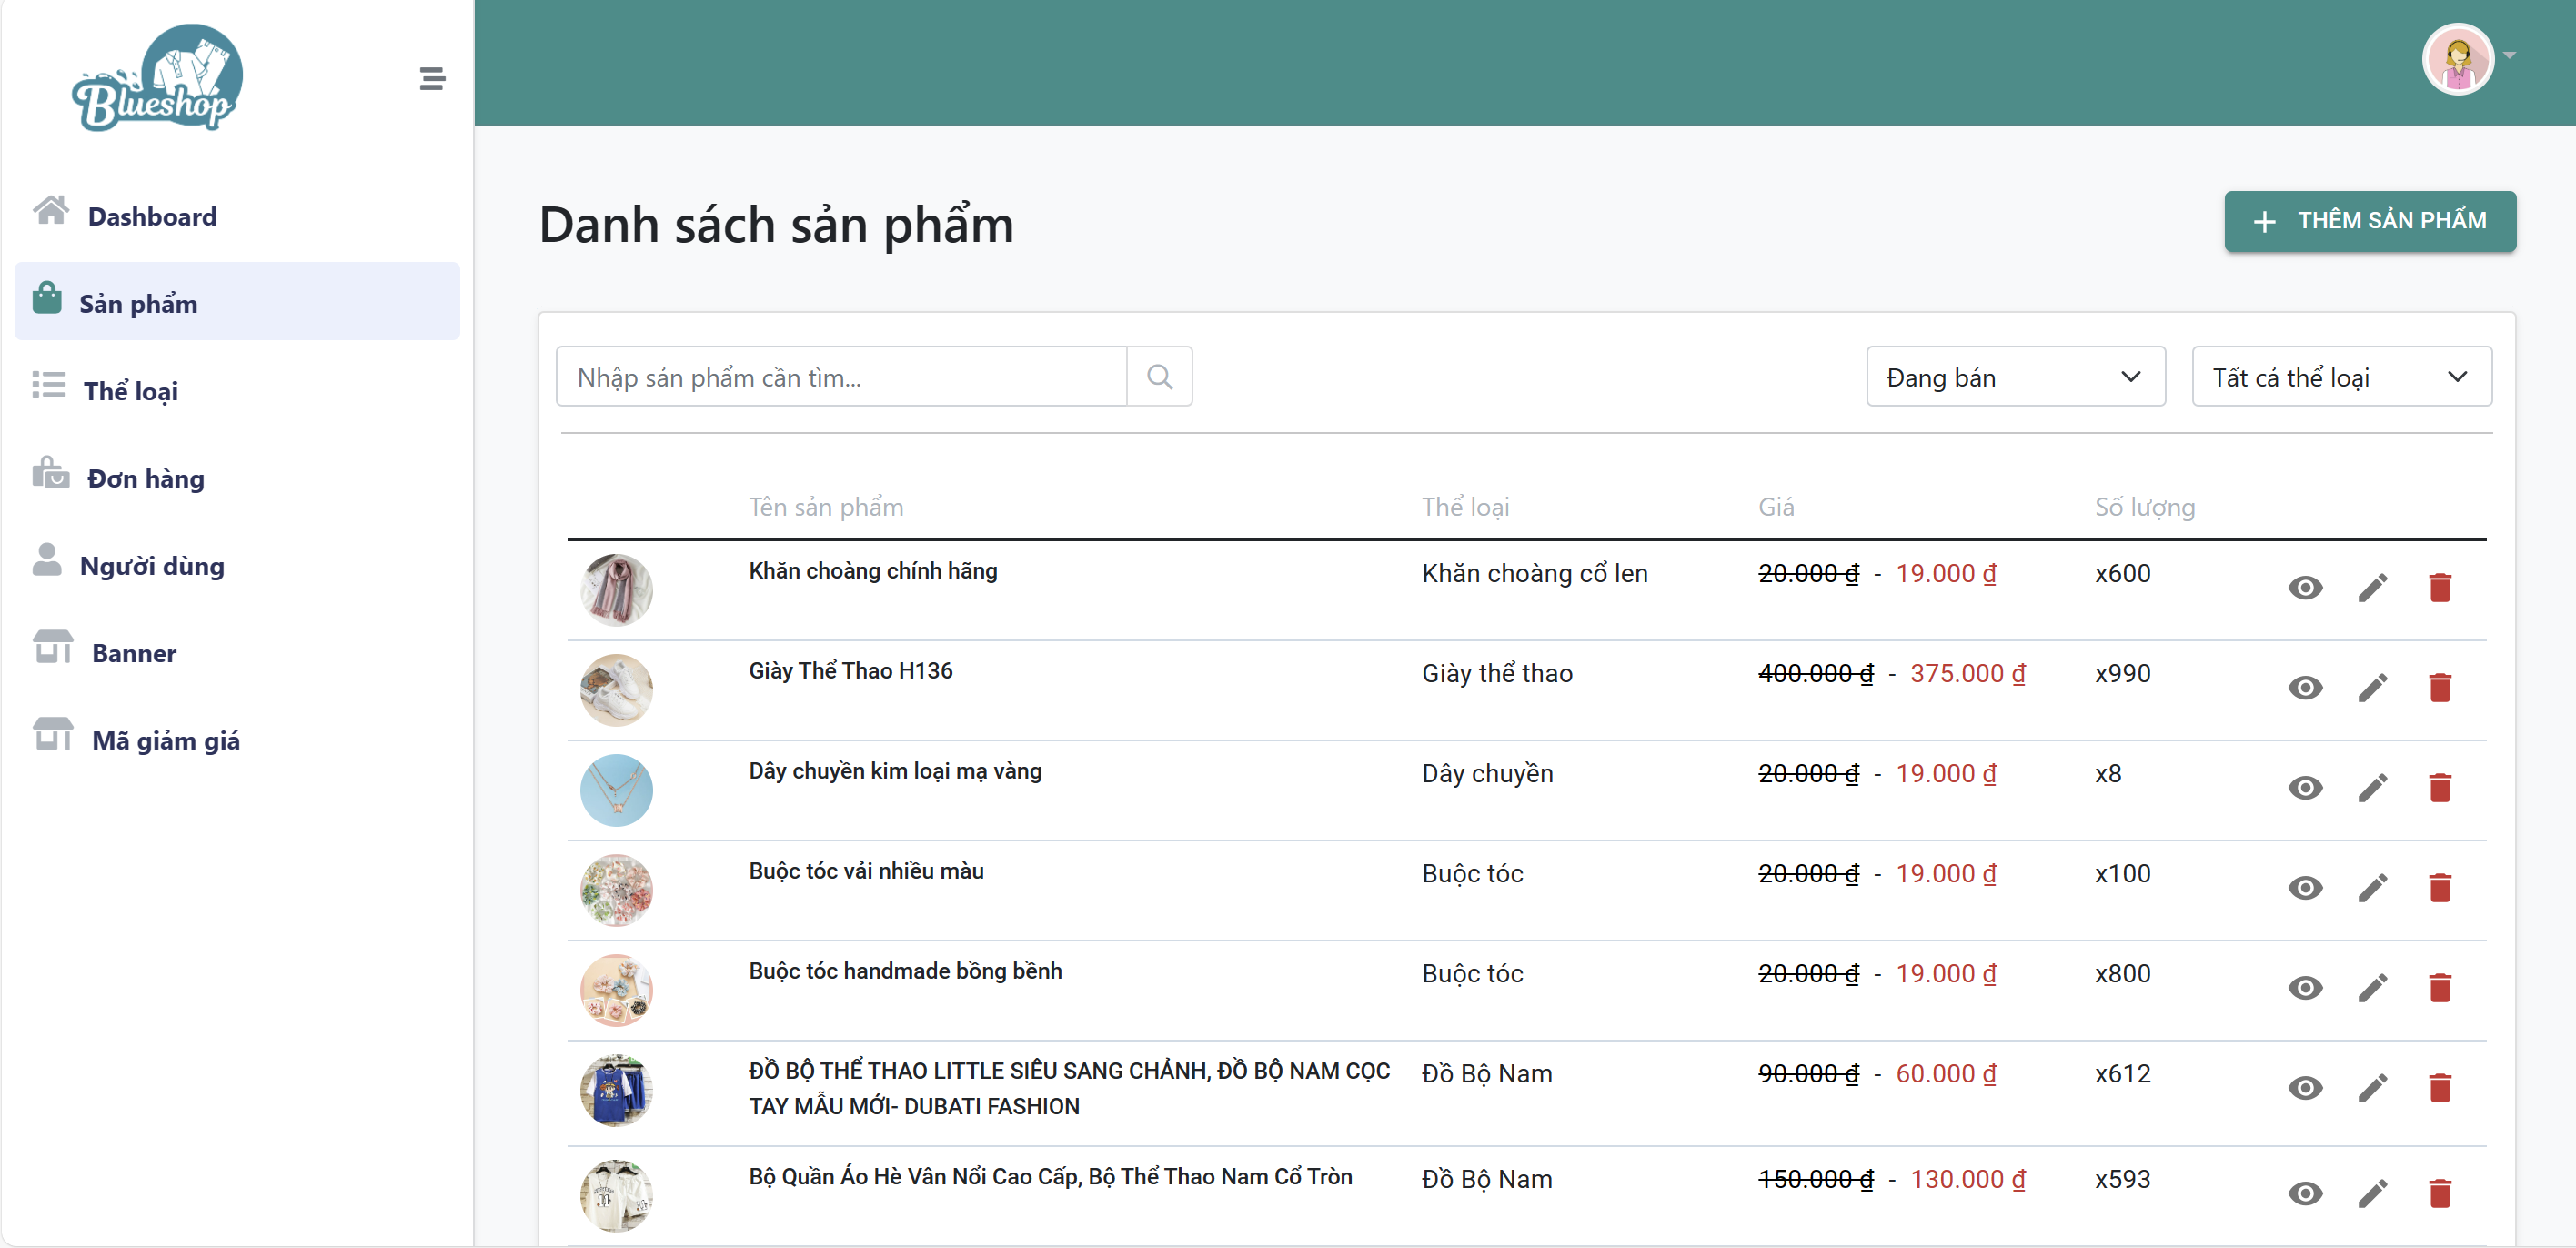 Blueshop
Dashboard
Sản phẩm
Thể loại
Đơn hàng
Người dùng
Banner
Mã giảm giá
Danh sách sản phẩm
THÊM SẢN PHẨM
Nhập sản phẩm cần tìm...
Đang bán
Tất cả thể loại
Tên sản phẩm Thể loại Giá Số lượng
Khăn choàng chính hãng Khăn choàng cổ len 20.000 ₫ - 19.000 ₫ x600
Giày Thể Thao H136 Giày thể thao 400.000 ₫ - 375.000 ₫ x990
Dây chuyền kim loại mạ vàng Dây chuyền 20.000 ₫ - 19.000 ₫ x8
Buộc tóc vải nhiều màu Buộc tóc 20.000 ₫ - 19.000 ₫ x100
Buộc tóc handmade bồng bềnh Buộc tóc 20.000 ₫ - 19.000 ₫ x800
ĐỒ BỘ THỂ THAO LITTLE SIÊU SANG CHẢNH, ĐỒ BỘ NAM CỌC Đồ Bộ Nam 90.000 ₫ - 60.000 ₫ x612
TAY MẪU MỚI- DUBATI FASHION
Bộ Quần Áo Hè Vân Nổi Cao Cấp, Bộ Thể Thao Nam Cổ Tròn Đồ Bộ Nam 150.000 ₫ - 130.000 ₫ x593